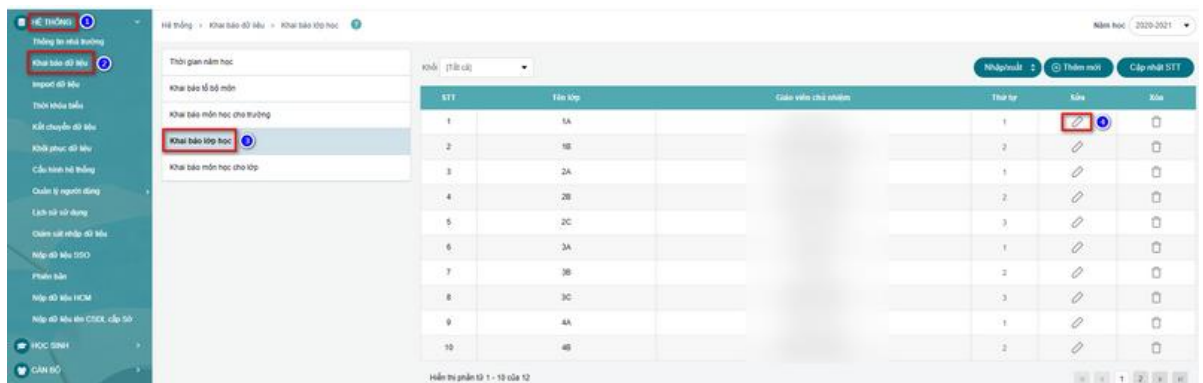 HỆ THỐNG 1
Thông tin nhà trường
Khai báo dữ liệu 2
Import dữ liệu
Thời khóa biểu
Kết chuyển dữ liệu
Khôi phục dữ liệu
Cấu hình hệ thống
Quản lý người dùng
Lịch sử sử dụng
Giám sát nhập dữ liệu
Nộp dữ liệu SSO
Phiên bản
Nộp dữ liệu HCM
Nộp dữ liệu lên CSDL cấp Sở
HỌC SINH
CÁN BỘ
Hệ thống > Khai báo dữ liệu > Khai báo lớp học ?
Năm học 2020-2021
Thời gian năm học
Khai báo tổ bộ môn
Khai báo môn học cho trường
Khai báo lớp học 3
Khai báo môn học cho lớp
Khối [Tất cả]
Nhập/xuất Thêm mới Cập nhật STT
STT Tên lớp Giáo viên chủ nhiệm Thứ tự Sửa Xóa
1 1A 1 4
2 1B 2
3 2A 1
4 2B 2
5 2C 3
6 3A 1
7 3B 2
8 3C 3
9 4A 1
10 4B 2
Hiển thị phần tử 1 - 10 của 12
1 2